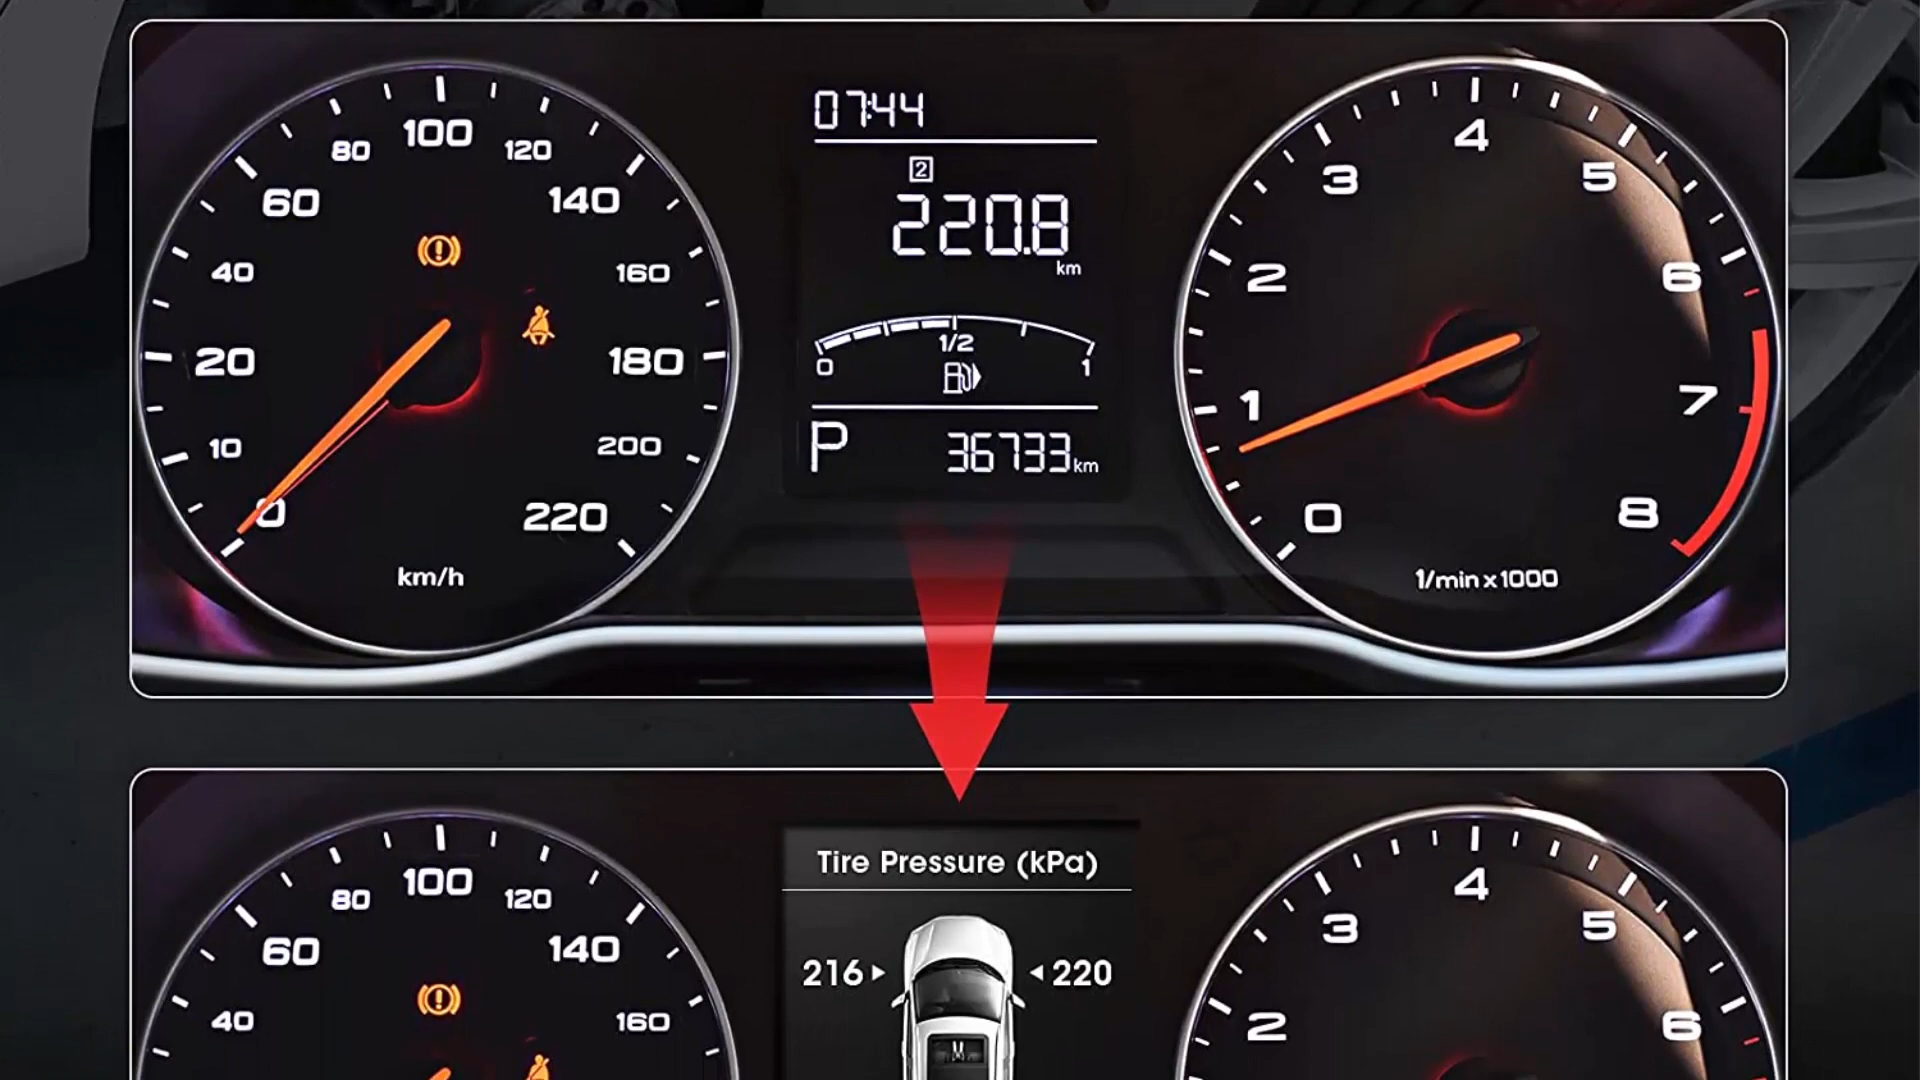 07:44
2
220.8
km
0 1/2 1
P 36733 km
0 10 20 40 60 80 100 120 140 160 180 200 220
km/h
0 1 2 3 4 5 6 7 8
1/min x 1000
Tire Pressure (kPa)
216 220
40 60 80 100 120 140 160
2 3 4 5 6